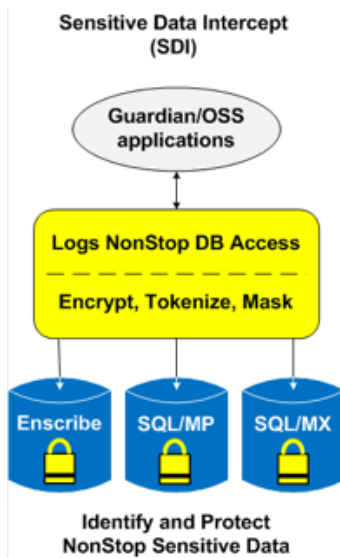 Sensitive Data Intercept
(SDI)
Guardian/OSS
applications
Logs NonStop DB Access
Encrypt, Tokenize, Mask
Enscribe SQL/MP SQL/MX
Identify and Protect
NonStop Sensitive Data